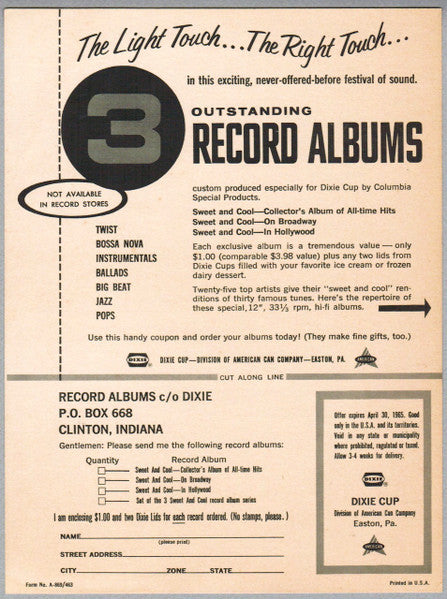 The Light Touch...The Right Touch...
in this exciting, never-offered-before festival of sound.
3
OUTSTANDING
RECORD ALBUMS
NOT AVAILABLE
IN RECORD STORES
custom produced especially for Dixie Cup by Columbia
Special Products.
Sweet and Cool—Collector's Album of All-time Hits
Sweet and Cool—On Broadway
Sweet and Cool—In Hollywood
TWIST
BOSSA NOVA
INSTRUMENTALS
BALLADS
BIG BEAT
JAZZ
POPS
Each exclusive album is a tremendous value — only
$1.00 (comparable $3.98 value) plus any two lids from
Dixie Cups filled with your favorite ice cream or frozen
dairy dessert.
Twenty-five top artists give their "sweet and cool" ren-
ditions of thirty famous tunes. Here's the repertoire of
these special,12", 33⅓ rpm, hi-fi albums.
Use this handy coupon and order your albums today! (They make fine gifts, too.)
DIXIE
DIXIE CUP—DIVISION OF AMERICAN CAN COMPANY—EASTON, PA.
AMERICAN
CUT ALONG LINE
RECORD ALBUMS c/o DIXIE
P.O. BOX 668
CLINTON, INDIANA
Gentlemen: Please send me the following record albums:
Quantity Record Album
Sweet And Cool—Collector's Album of All-Time Hits
Sweet And Cool—On Broadway
Sweet And Cool—In Hollywood
Set of the 3 Sweet And Cool record album series
I am enclosing $1.00 and two Dixie Lids for each record ordered. (No stamps, please. )
NAME
(please print)
STREET ADDRESS
CITY ZONE STATE
Offer expires April 30, 1965. Good
only in the U.S.A. and its territories.
Void in any state or municipality
where prohibited, regulated or taxed.
Allow 3-4 weeks for delivery.
DIXIE
DIXIE CUP
Division of American Can Company
Easton, Pa.
AMERICAN
Form No. A-869/463
Printed in U.S.A.